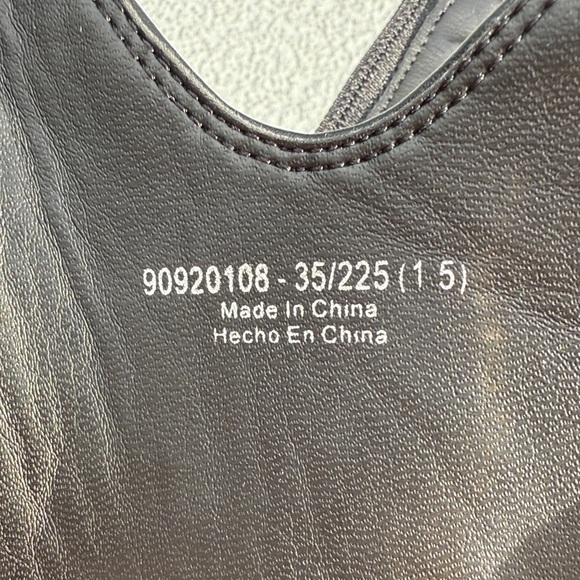 90920108 - 35/225 (1 5)
Made In China
Hecho En China